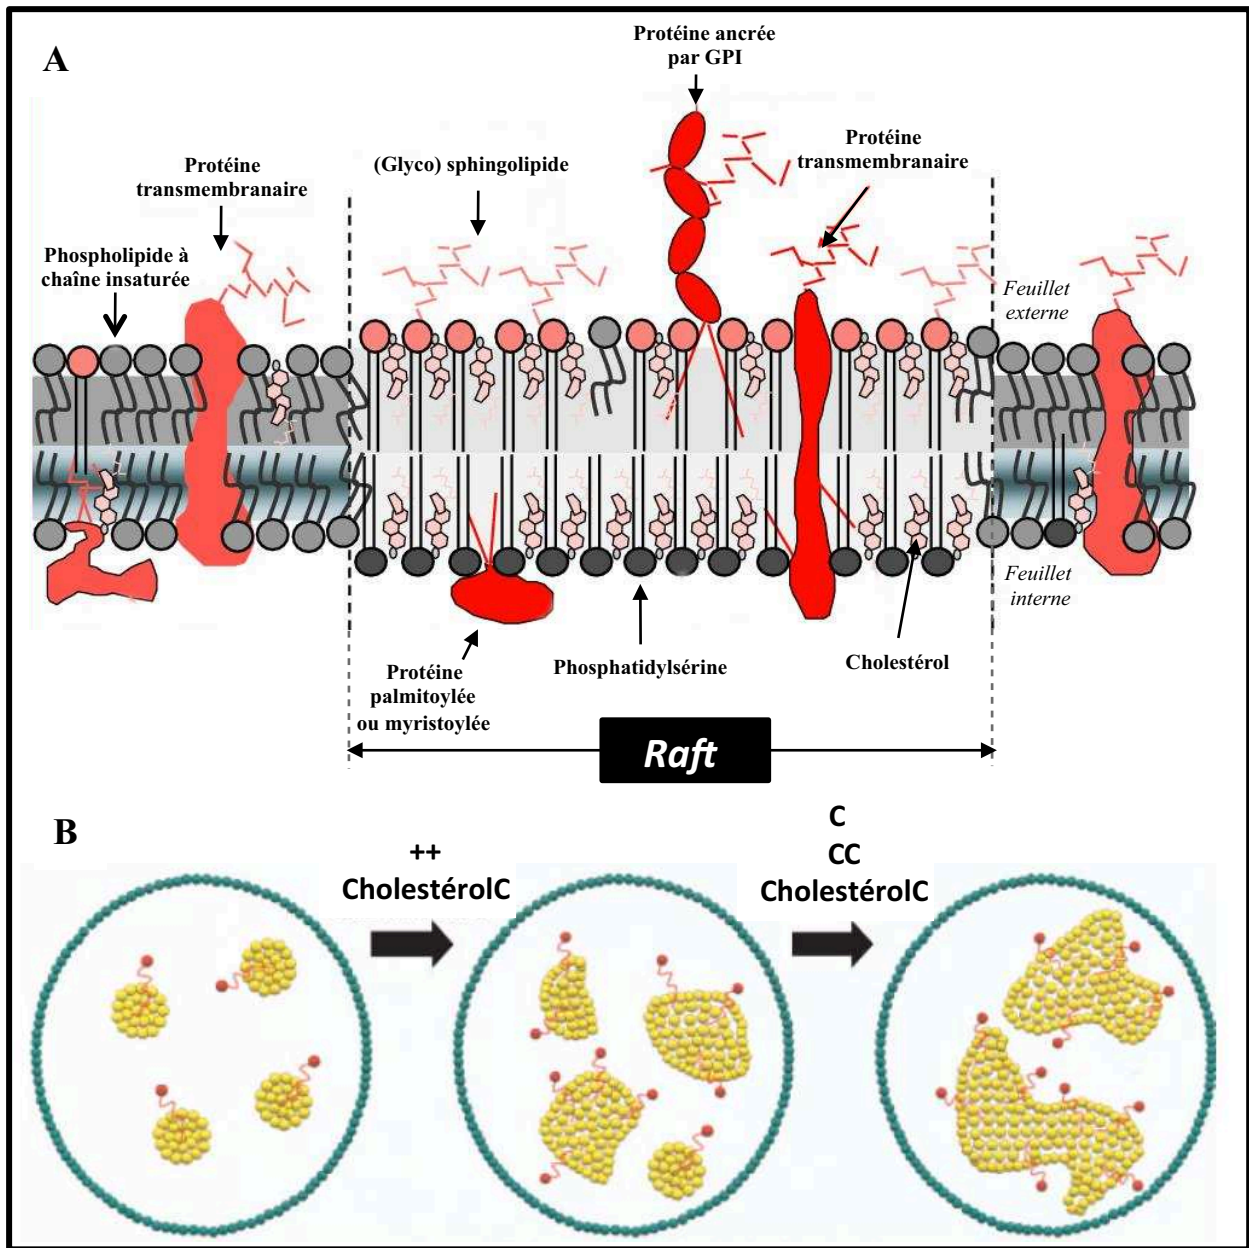 A
Protéine ancrée
par GPI
Protéine
transmembranaire
(Glyco) sphingolipide
Protéine
transmembranaire
Phospholipide à
chaîne insaturée
Feuillet
externe
Feuillet
interne
Protéine
palmitoylée
ou myristoylée
Phosphatidylsérine
Cholestérol
Raft
B
++
CholestérolC
C
CC
CholestérolC